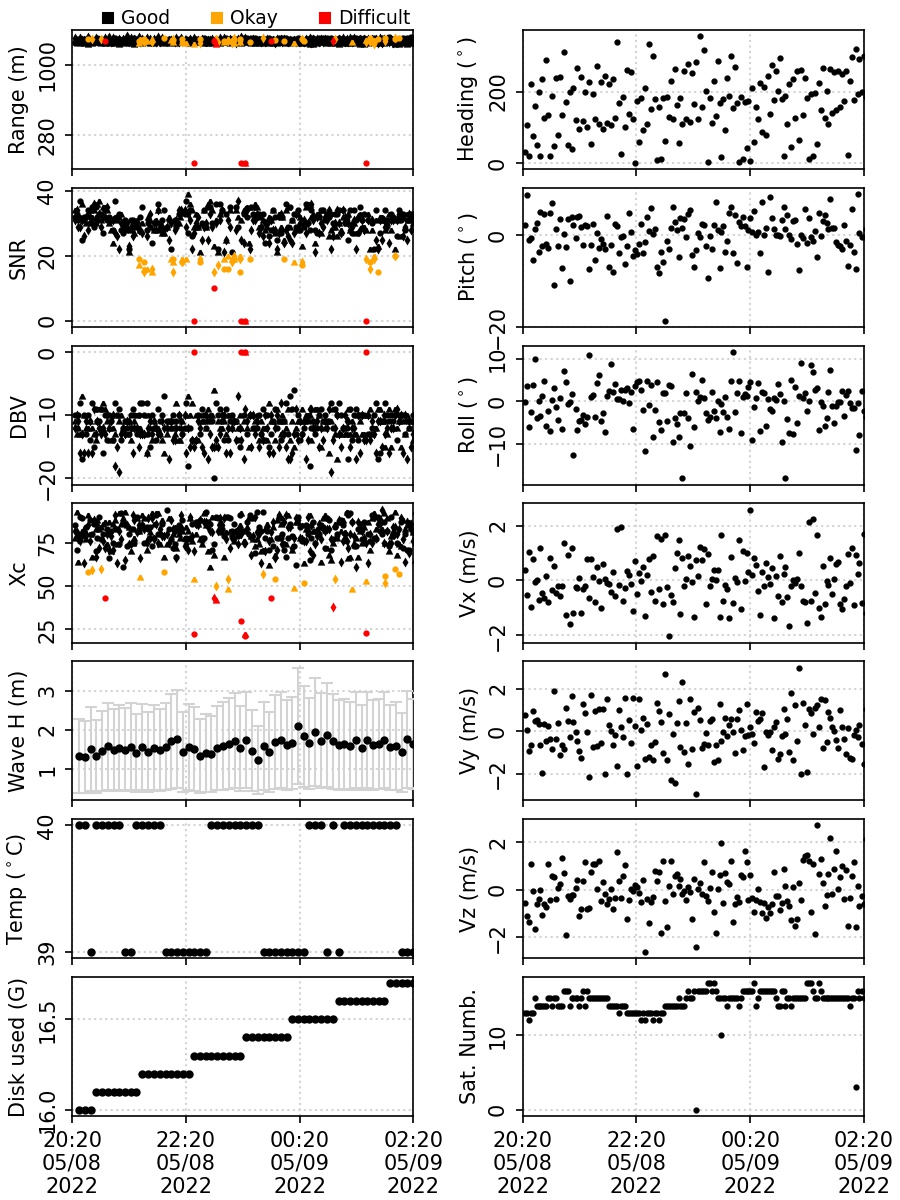 Good Okay Difficult
Range (m)
1000
280
Heading (°)
200
0
SNR
40
20
0
Pitch (°)
0
−20
DBV
0
−10
−20
Roll (°)
10
0
−10
Xc
75
50
25
Vx (m/s)
2
0
−2
Wave H (m)
3
2
1
Vy (m/s)
2
0
−2
Temp (°C)
40
39
Vz (m/s)
2
0
−2
Disk used (G)
16.5
16.0
Sat. Numb.
10
0
20:20 22:20 00:20 02:20
05/08 05/08 05/09 05/09
2022 2022 2022 2022
20:20 22:20 00:20 02:20
05/08 05/08 05/09 05/09
2022 2022 2022 2022